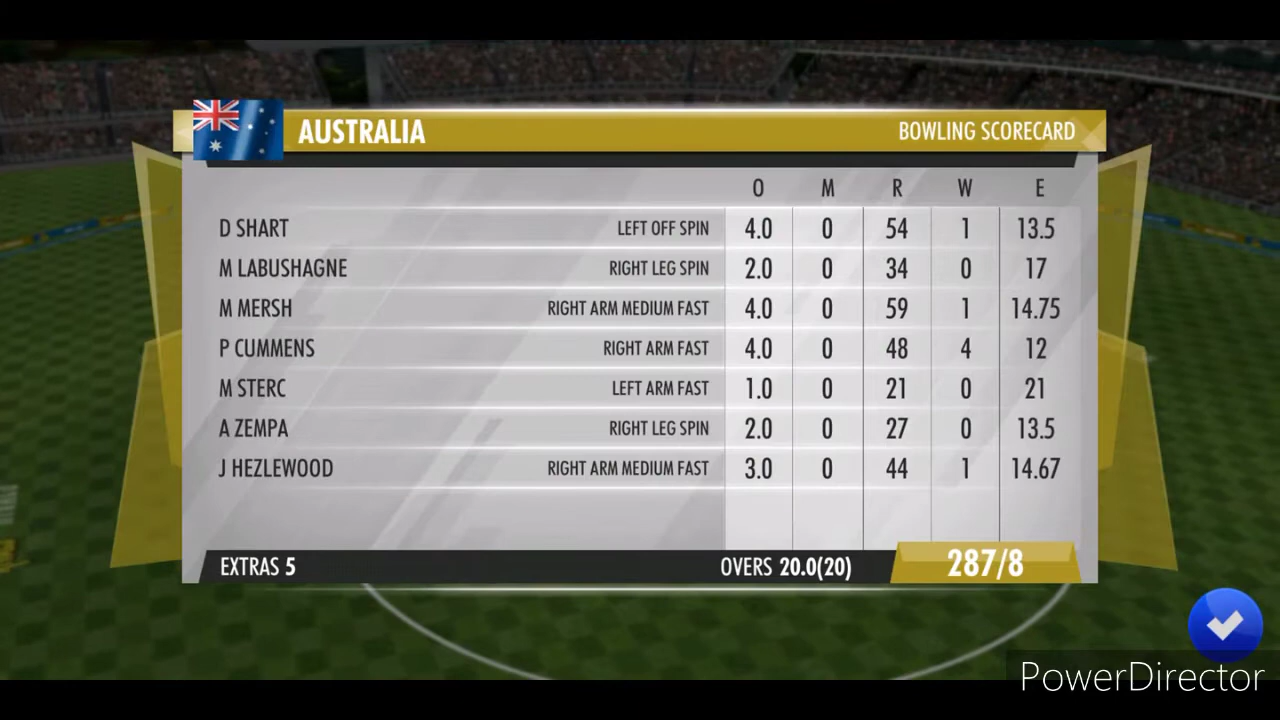 AUSTRALIA BOWLING SCORECARD
O M R W E
D SHART LEFT OFF SPIN 4.0 0 54 1 13.5
M LABUSHAGNE RIGHT LEG SPIN 2.0 0 34 0 17
M MERSH RIGHT ARM MEDIUM FAST 4.0 0 59 1 14.75
P CUMMENS RIGHT ARM FAST 4.0 0 48 4 12
M STERC LEFT ARM FAST 1.0 0 21 0 21
A ZEMPA RIGHT LEG SPIN 2.0 0 27 0 13.5
J HEZLEWOOD RIGHT ARM MEDIUM FAST 3.0 0 44 1 14.67
EXTRAS 5 OVERS 20.0(20) 287/8
PowerDirector